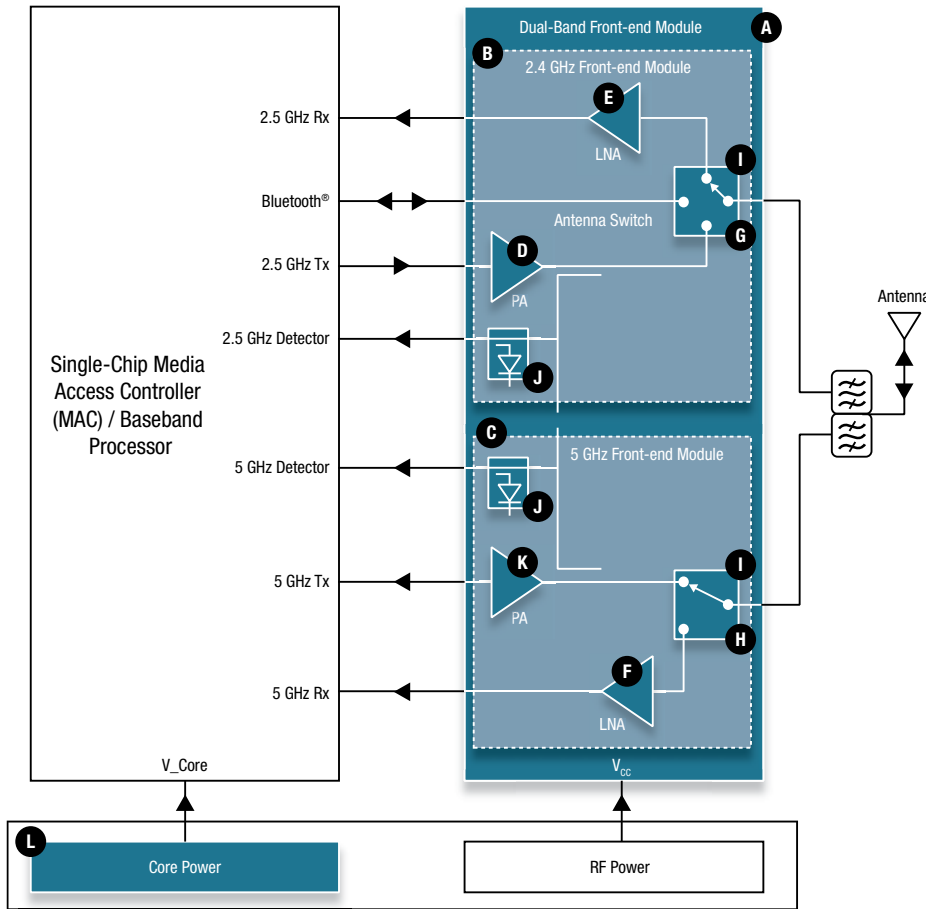 Dual-Band Front-end Module
A
B
2.4 GHz Front-end Module
E
2.5 GHz Rx
LNA
I
Bluetooth®
Antenna Switch
G
D
2.5 GHz Tx
PA
Antenna
2.5 GHz Detector
J
Single-Chip Media
Access Controller
(MAC) / Baseband
Processor
C
5 GHz Front-end Module
5 GHz Detector
J
K
I
5 GHz Tx
PA
H
F
5 GHz Rx
LNA
V_Core
VCC
L
Core Power
RF Power